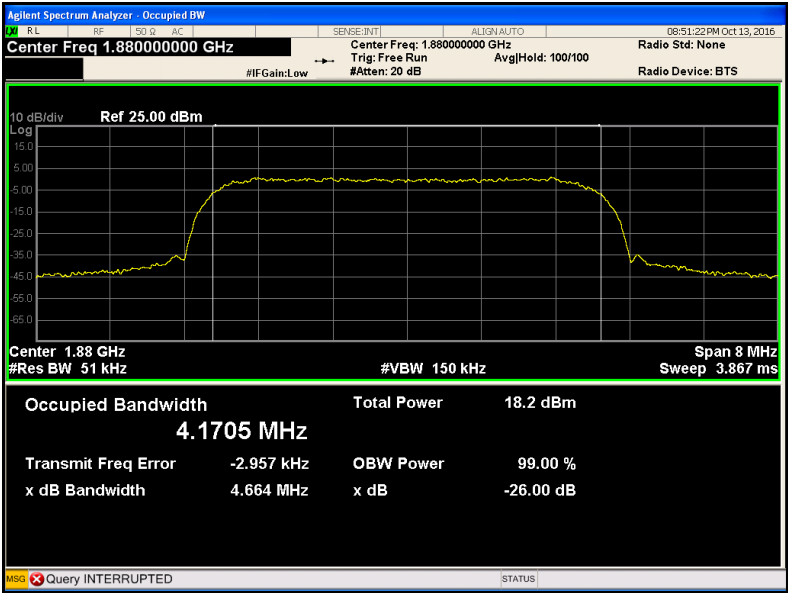 Agilent Spectrum Analyzer - Occupied BW
LXI RL RF 50 Ω AC SENSE:INT ALIGN AUTO 08:51:22 PM Oct 13, 2016
Center Freq 1.880000000 GHz Center Freq: 1.880000000 GHz Radio Std: None
Trig: Free Run Avg|Hold: 100/100
#IFGain:Low #Atten: 20 dB Radio Device: BTS
10 dB/div Ref 25.00 dBm
Log
15.0
5.00
-5.00
-15.0
-25.0
-35.0
-45.0
-55.0
-65.0
Center 1.88 GHz Span 8 MHz
#Res BW 51 kHz #VBW 150 kHz Sweep 3.867 ms
Occupied Bandwidth Total Power 18.2 dBm
4.1705 MHz
Transmit Freq Error -2.957 kHz OBW Power 99.00 %
x dB Bandwidth 4.664 MHz x dB -26.00 dB
MSG Query INTERRUPTED STATUS